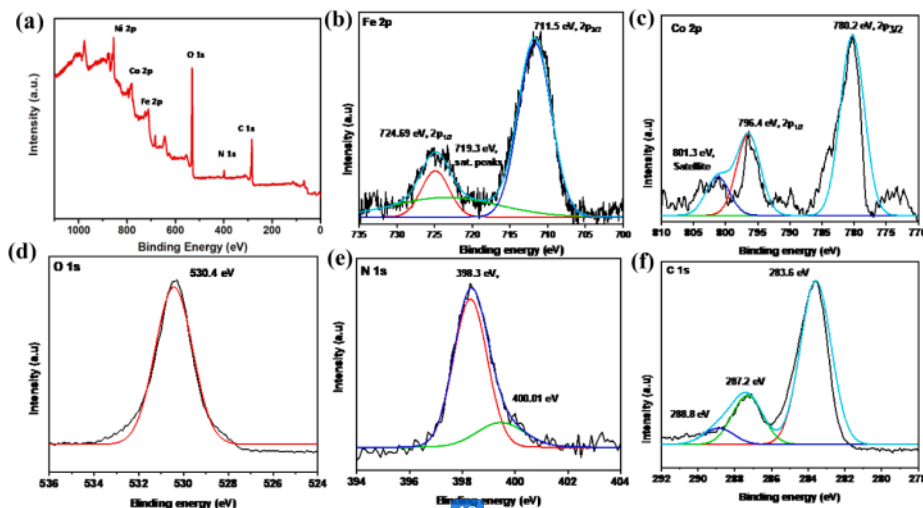 (a)
Ni 2p
Co 2p
Fe 2p
O 1s
N 1s
C 1s
Intensity (a.u.)
1000 800 600 400 200 0
Binding Energy (eV)
(b)
Fe 2p
711.5 eV, 2p3/2
724.69 eV, 2p1/2
719.3 eV,
sat. peaks
Intensity (a.u)
735 730 725 720 715 710 705 700
Binding energy (eV)
(c)
Co 2p
780.2 eV, 2p3/2
796.4 eV, 2p1/2
801.3 eV,
Satellite
Intensity (a.u)
810 805 800 795 790 785 780 775 770
Binding energy (eV)
(d)
O 1s
530.4 eV
Intensity (a.u)
536 534 532 530 528 526 524
Binding energy (eV)
(e)
N 1s
398.3 eV,
400.01 eV
Intensity (a.u)
394 396 398 400 402 404
Binding energy (eV)
(f)
C 1s
283.6 eV
287.2 eV
288.8 eV
Intensity (a.u)
292 290 288 286 284 282 280 278
Binding energy (eV)